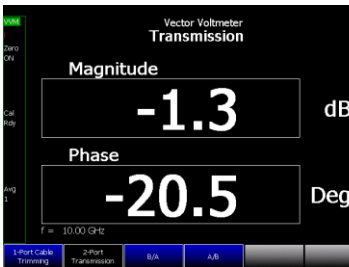 VVM
Vector Voltmeter
Transmission
Zero
ON
Magnitude
-1.3
dB
Cal
Rdy
Phase
-20.5
Deg
Avg
1
f = 10.00 GHz
1-Port Cable
Trimming
2-Port
Transmission
B/A
A/B